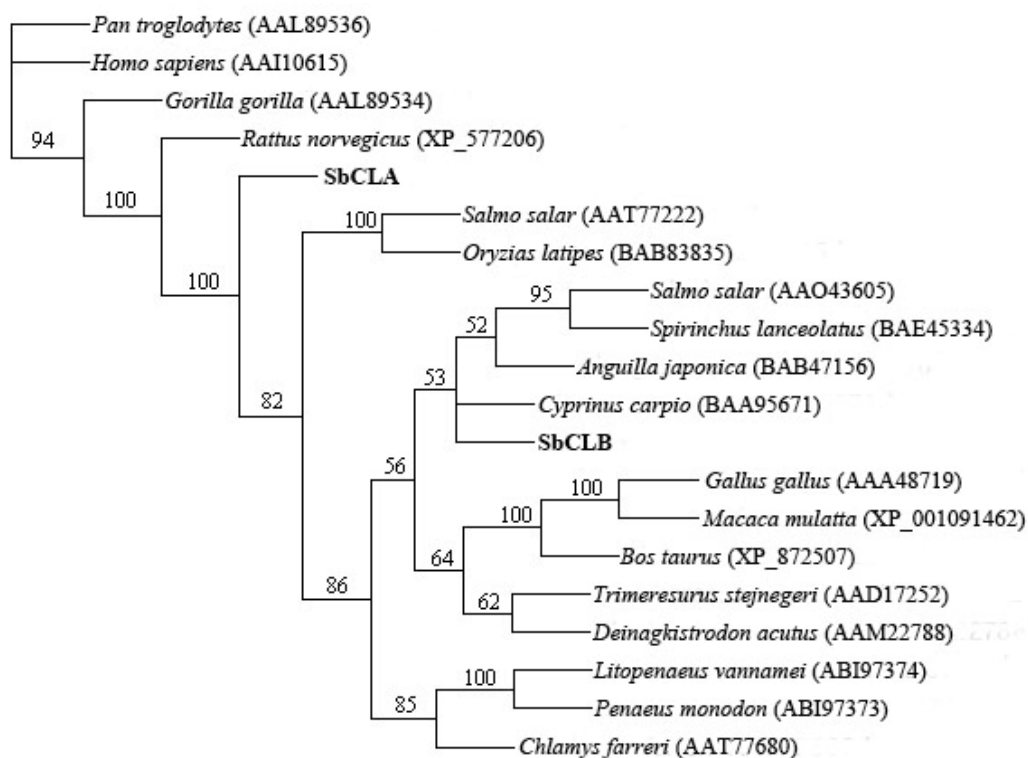 Pan troglodytes (AAL89536)
Homo sapiens (AAI10615)
Gorilla gorilla (AAL89534)
94
Rattus norvegicus (XP_577206)
SbCLA
100
Salmo salar (AAT77222)
100
Oryzias latipes (BAB83835)
100
Salmo salar (AAO43605)
95
Spirinchus lanceolatus (BAE45334)
52
Anguilla japonica (BAB47156)
53
Cyprinus carpio (BAA95671)
82
SbCLB
56
Gallus gallus (AAA48719)
100
Macaca mulatta (XP_001091462)
100
Bos taurus (XP_872507)
64
86
Trimeresurus stejnegeri (AAD17252)
62
Deinagkistrodon acutus (AAM22788)
Litopenaeus vannamei (ABI97374)
100
Penaeus monodon (ABI97373)
85
Chlamys farreri (AAT77680)